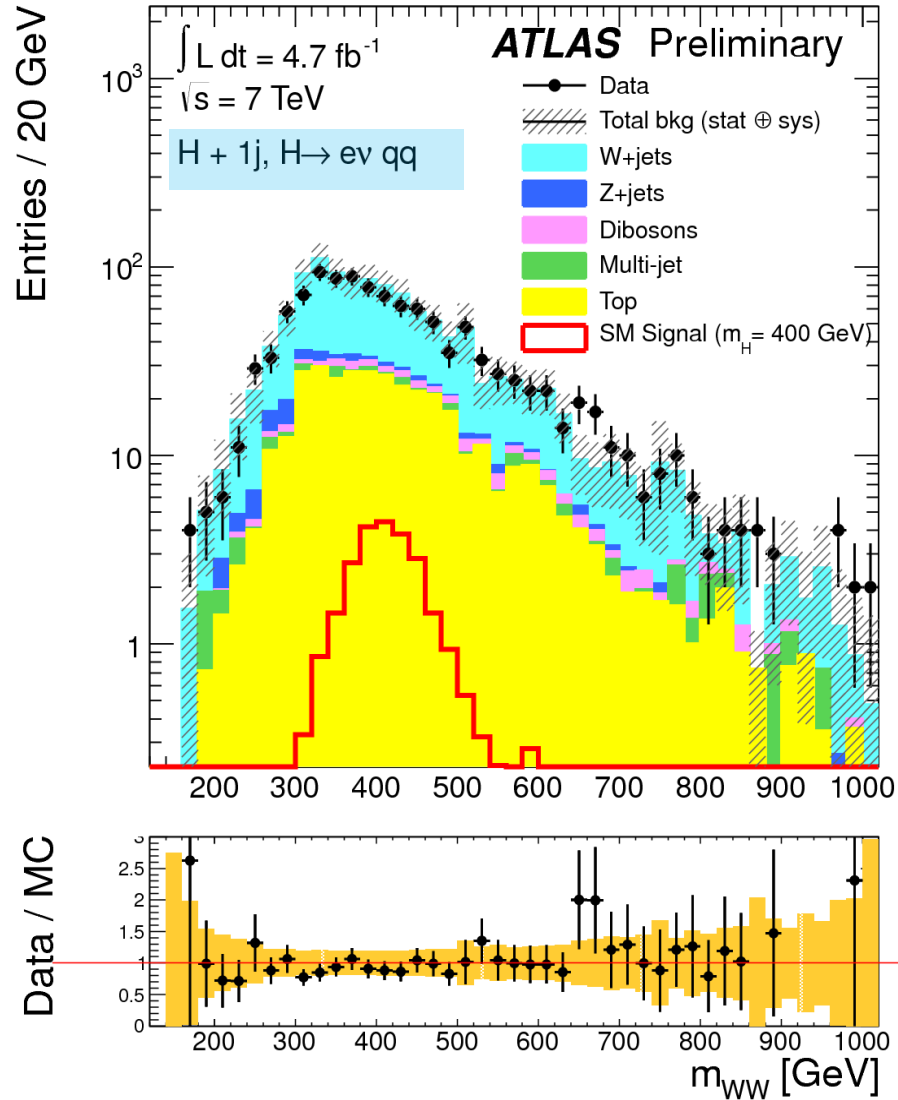 Entries / 20 GeV
∫ L dt = 4.7 fb⁻¹
√s = 7 TeV
H + 1j, H→ eν qq
ATLAS Preliminary
Data
Total bkg (stat ⊕ sys)
W+jets
Z+jets
Dibosons
Multi-jet
Top
SM Signal (m_H = 400 GeV)
10³
10²
10
1
200 300 400 500 600 700 800 900 1000
Data / MC
3
2.5
2
1.5
1
0.5
0
200 300 400 500 600 700 800 900 1000
m_WW [GeV]